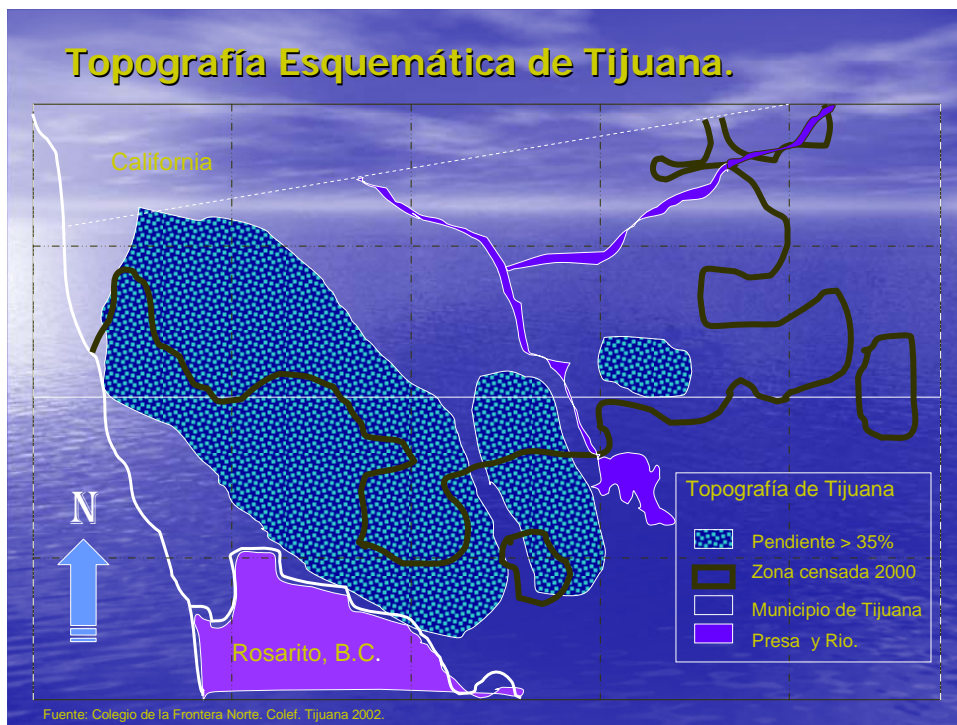 Topografía Esquemática de Tijuana.
California
N
Topografía de Tijuana
Pendiente > 35%
Zona censada 2000
Municipio de Tijuana
Presa y Rio.
Rosarito, B.C.
Fuente: Colegio de la Frontera Norte. Colef. Tijuana 2002.